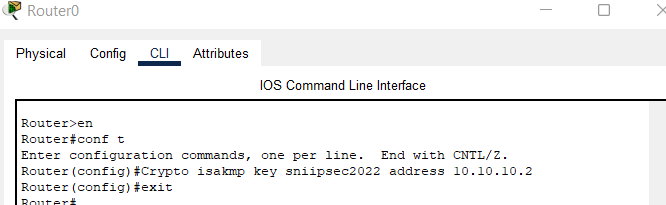 Router0
Physical Config CLI Attributes
IOS Command Line Interface
Router>en
Router#conf t
Enter configuration commands, one per line.  End with CNTL/Z.
Router(config)#Crypto isakmp key sniipsec2022 address 10.10.10.2
Router(config)#exit
Router#